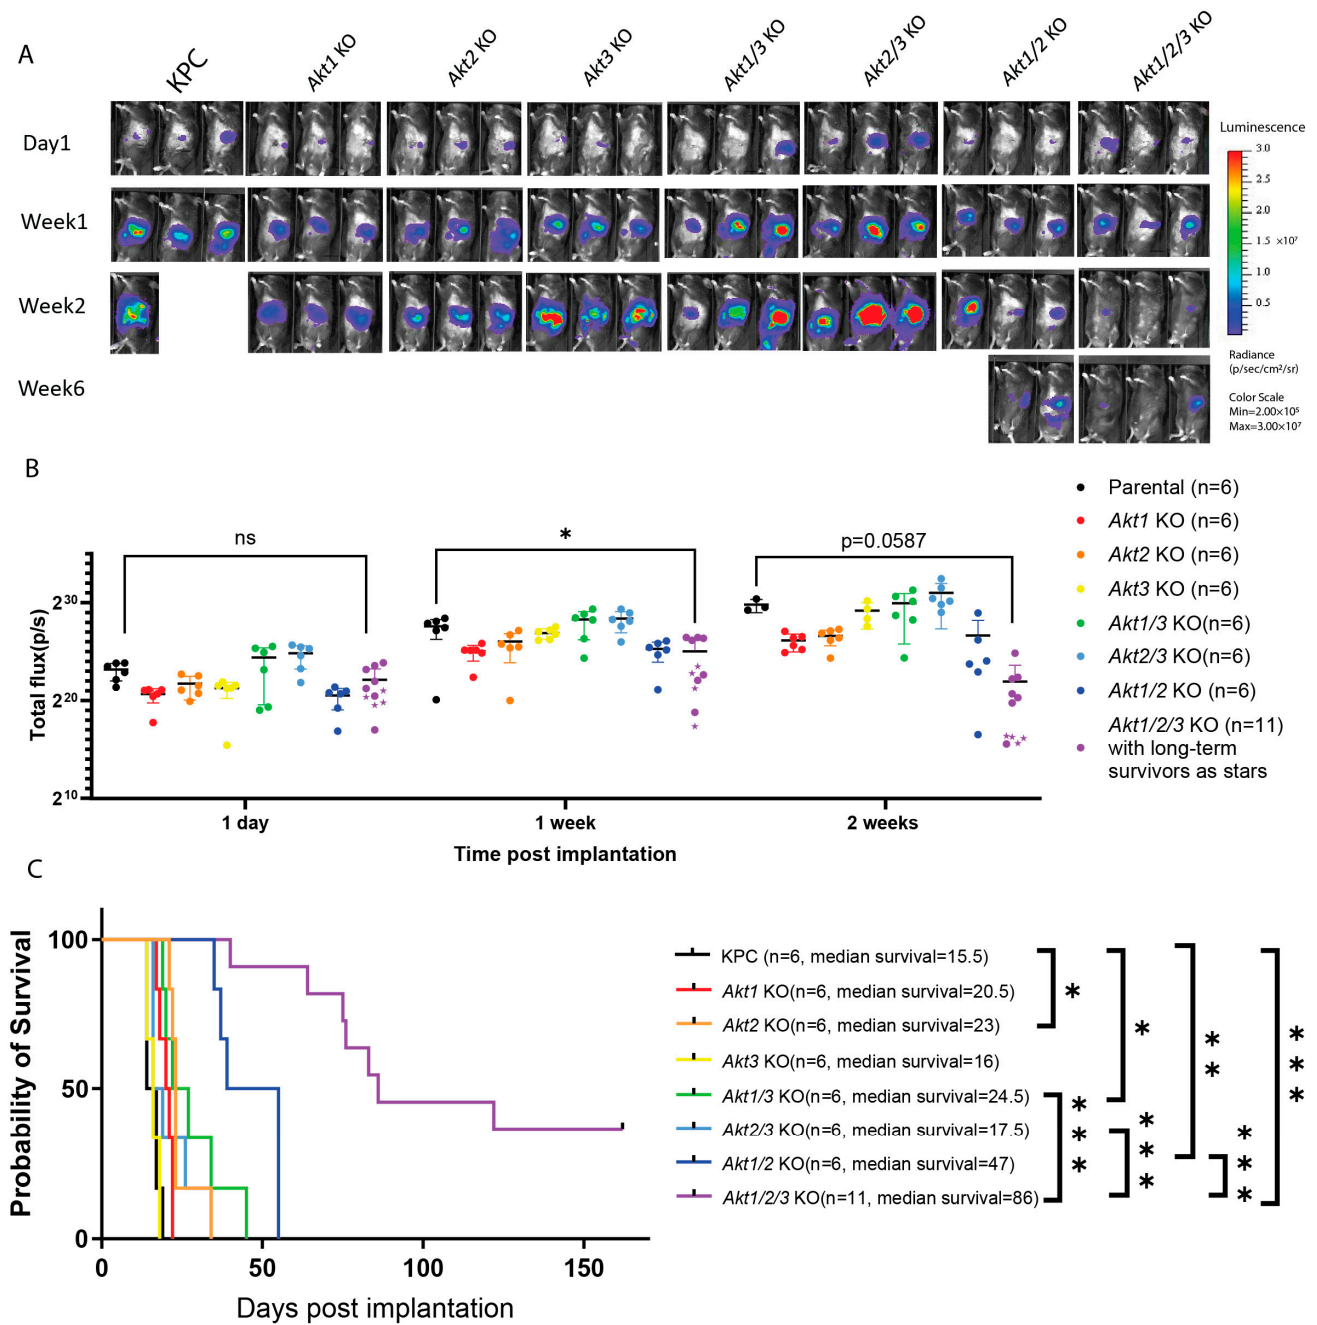 A
KPC
Akt1 KO
Akt2 KO
Akt3 KO
Akt1/3 KO
Akt2/3 KO
Akt1/2 KO
Akt1/2/3 KO
Day1
Week1
Week2
Week6
Luminescence
3.0
2.5
2.0
1.5 ×10⁷
1.0
0.5
Radiance
(p/sec/cm²/sr)
Color Scale
Min=2.00×10⁵
Max=3.00×10⁷
B
Total flux(p/s)
2³⁰
2²⁰
2¹⁰
ns
*
p=0.0587
1 day
1 week
2 weeks
Time post implantation
Parental (n=6)
Akt1 KO (n=6)
Akt2 KO (n=6)
Akt3 KO (n=6)
Akt1/3 KO(n=6)
Akt2/3 KO(n=6)
Akt1/2 KO (n=6)
Akt1/2/3 KO (n=11)
with long-term
survivors as stars
C
Probability of Survival
100
50
0
0
50
100
150
Days post implantation
KPC (n=6, median survival=15.5)
Akt1 KO(n=6, median survival=20.5)
Akt2 KO(n=6, median survival=23)
Akt3 KO(n=6, median survival=16)
Akt1/3 KO(n=6, median survival=24.5)
Akt2/3 KO(n=6, median survival=17.5)
Akt1/2 KO(n=6, median survival=47)
Akt1/2/3 KO(n=11, median survival=86)
*
*
**
***
***
***
***